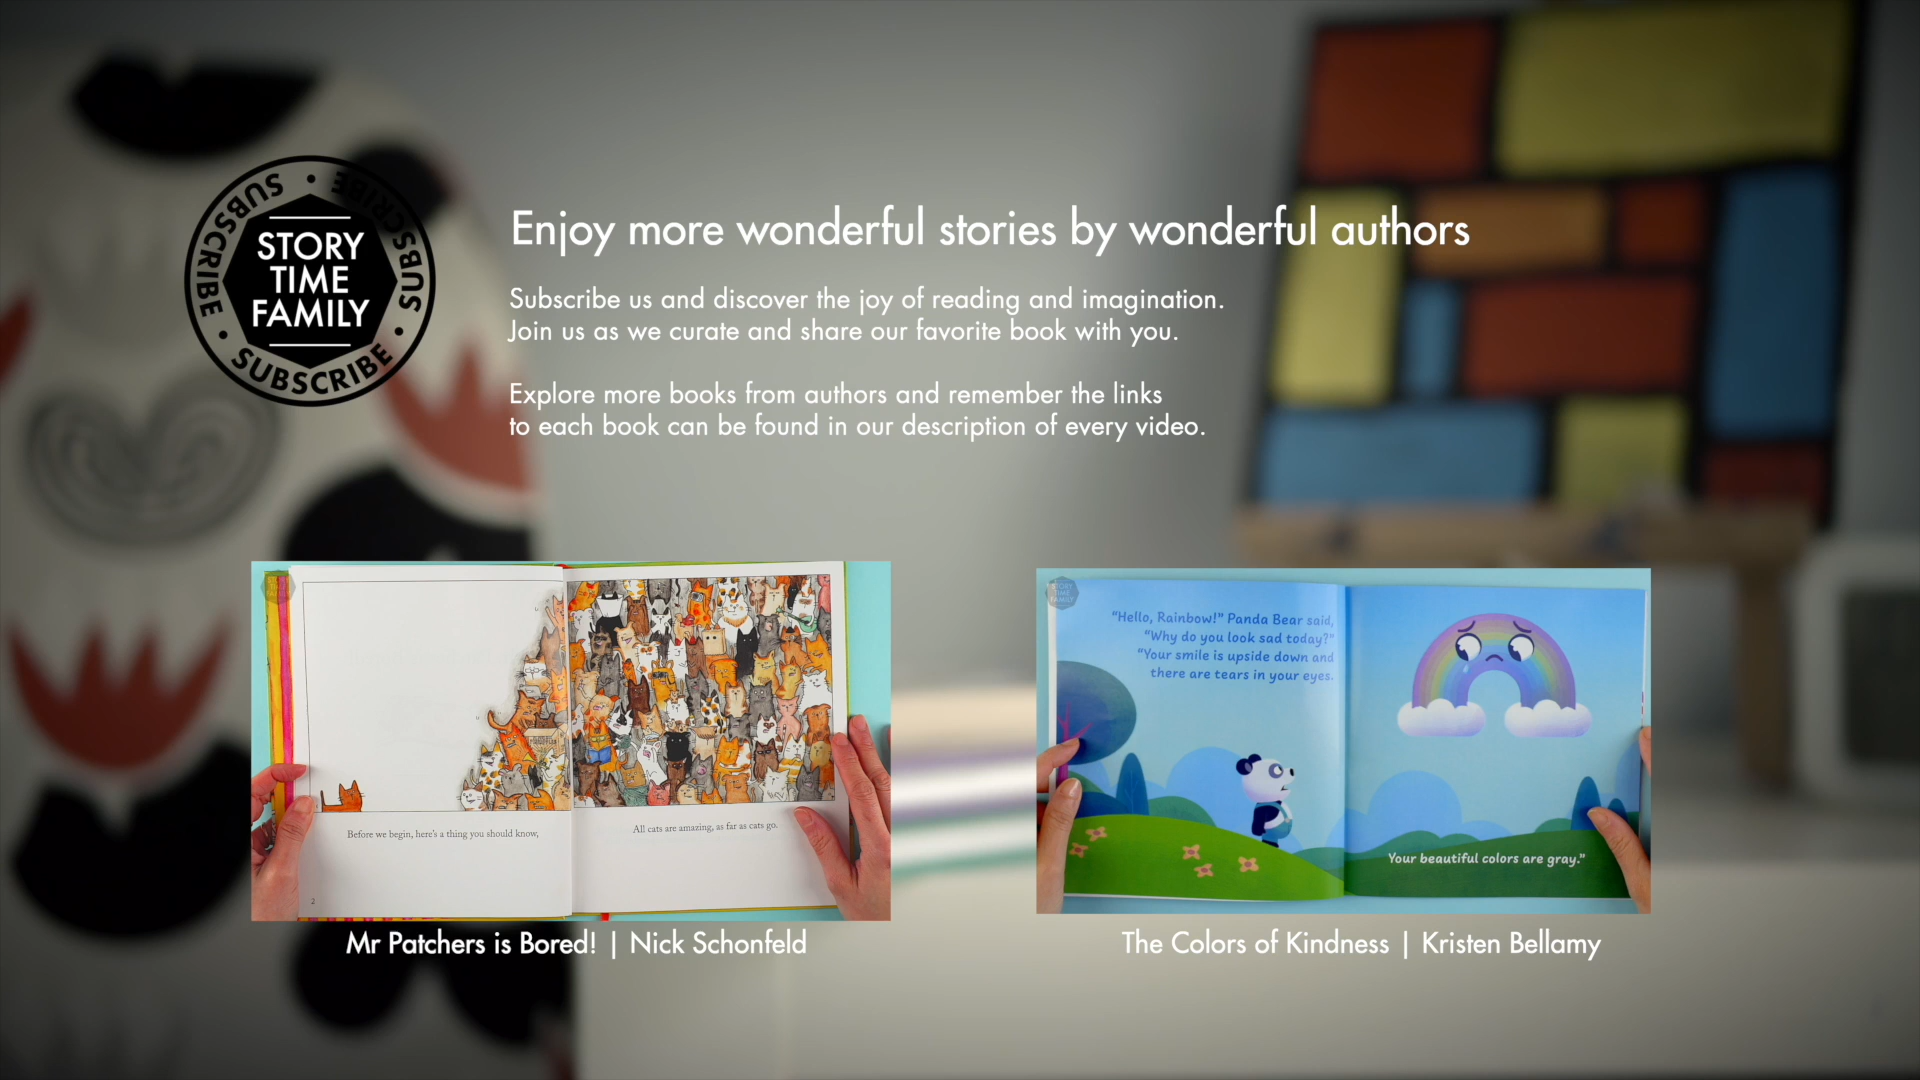 SUBSCRIBE • SUBSCRIBE • SUBSCRIBE • SUBSCRIBE •
STORY
TIME
FAMILY
Enjoy more wonderful stories by wonderful authors
Subscribe us and discover the joy of reading and imagination.
Join us as we curate and share our favorite book with you.
Explore more books from authors and remember the links
to each book can be found in our description of every video.
Before we begin, here's a thing you should know,
2
All cats are amazing, as far as cats go.
Mr Patchers is Bored! | Nick Schonfeld
STORY
TIME
FAMILY
"Hello, Rainbow!" Panda Bear said,
"Why do you look sad today?"
"Your smile is upside down and
there are tears in your eyes.
Your beautiful colors are gray."
The Colors of Kindness | Kristen Bellamy